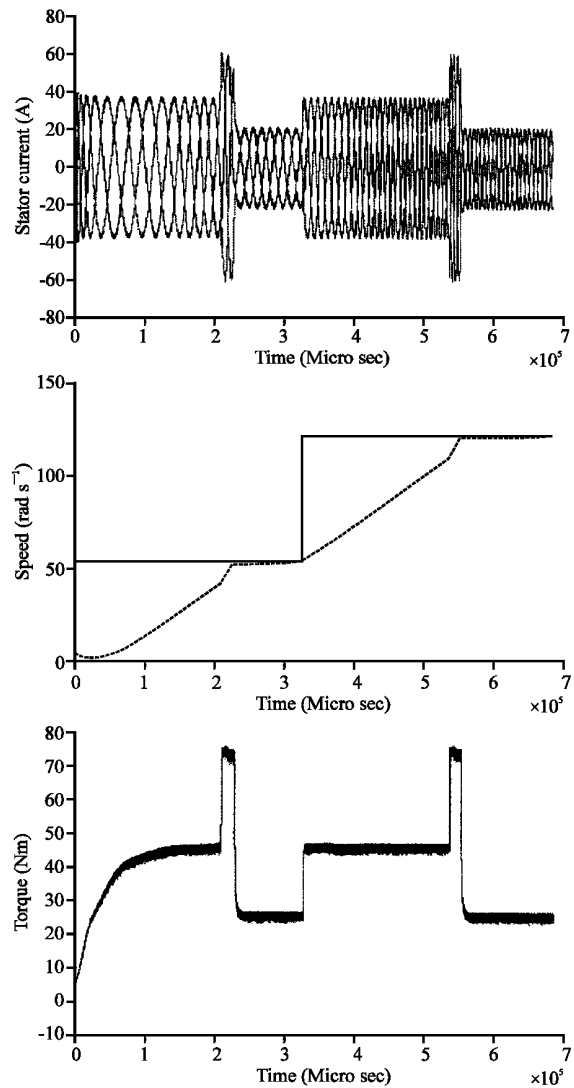 Stator current (A)
80
60
40
20
0
-20
-40
-60
-80
0 1 2 3 4 5 6 7
Time (Micro sec)
×10⁵
Speed (rad s⁻¹)
150
100
50
0
0 1 2 3 4 5 6 7
Time (Micro sec)
×10⁵
Torque (Nm)
80
70
60
50
40
30
20
10
0
-10
0 1 2 3 4 5 6 7
Time (Micro sec)
×10⁵